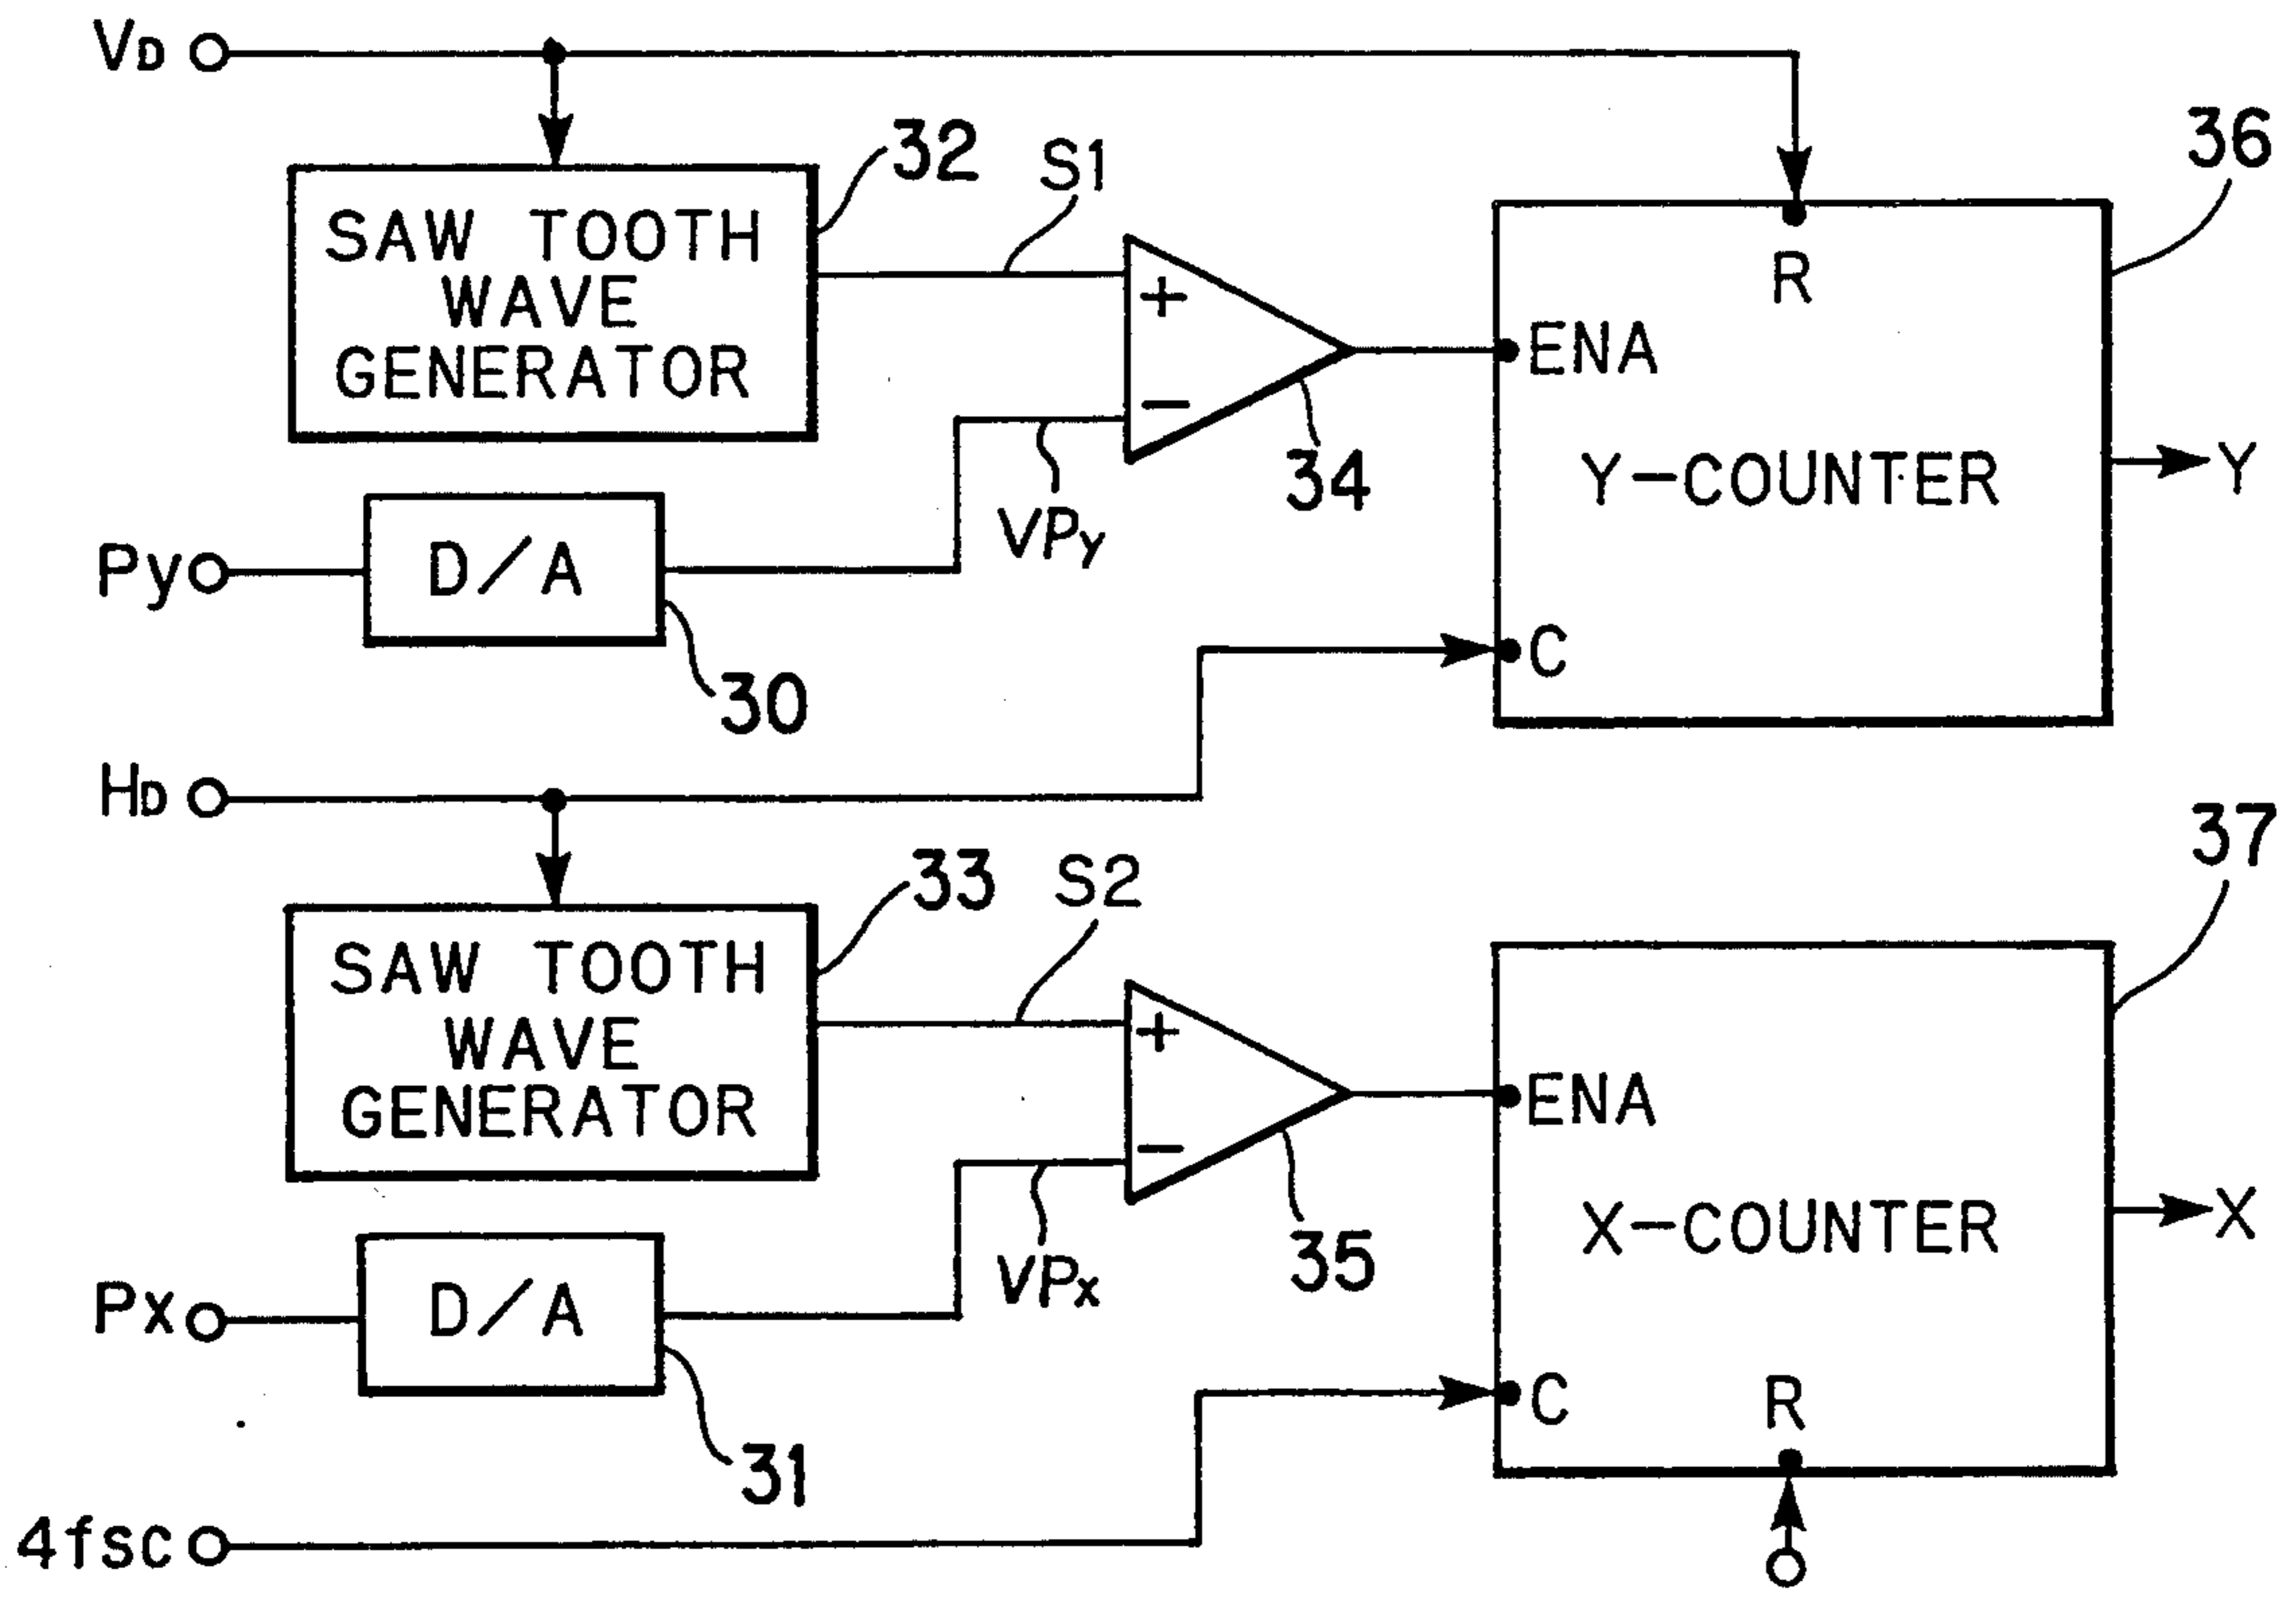 VD
32
S1
36
SAW TOOTH
WAVE
GENERATOR
+
−
R
ENA
Y-COUNTER
Y
34
VPy
Py
D/A
30
C
HD
33
S2
37
SAW TOOTH
WAVE
GENERATOR
+
−
ENA
X-COUNTER
X
35
VPx
Px
D/A
31
C
R
4fsc